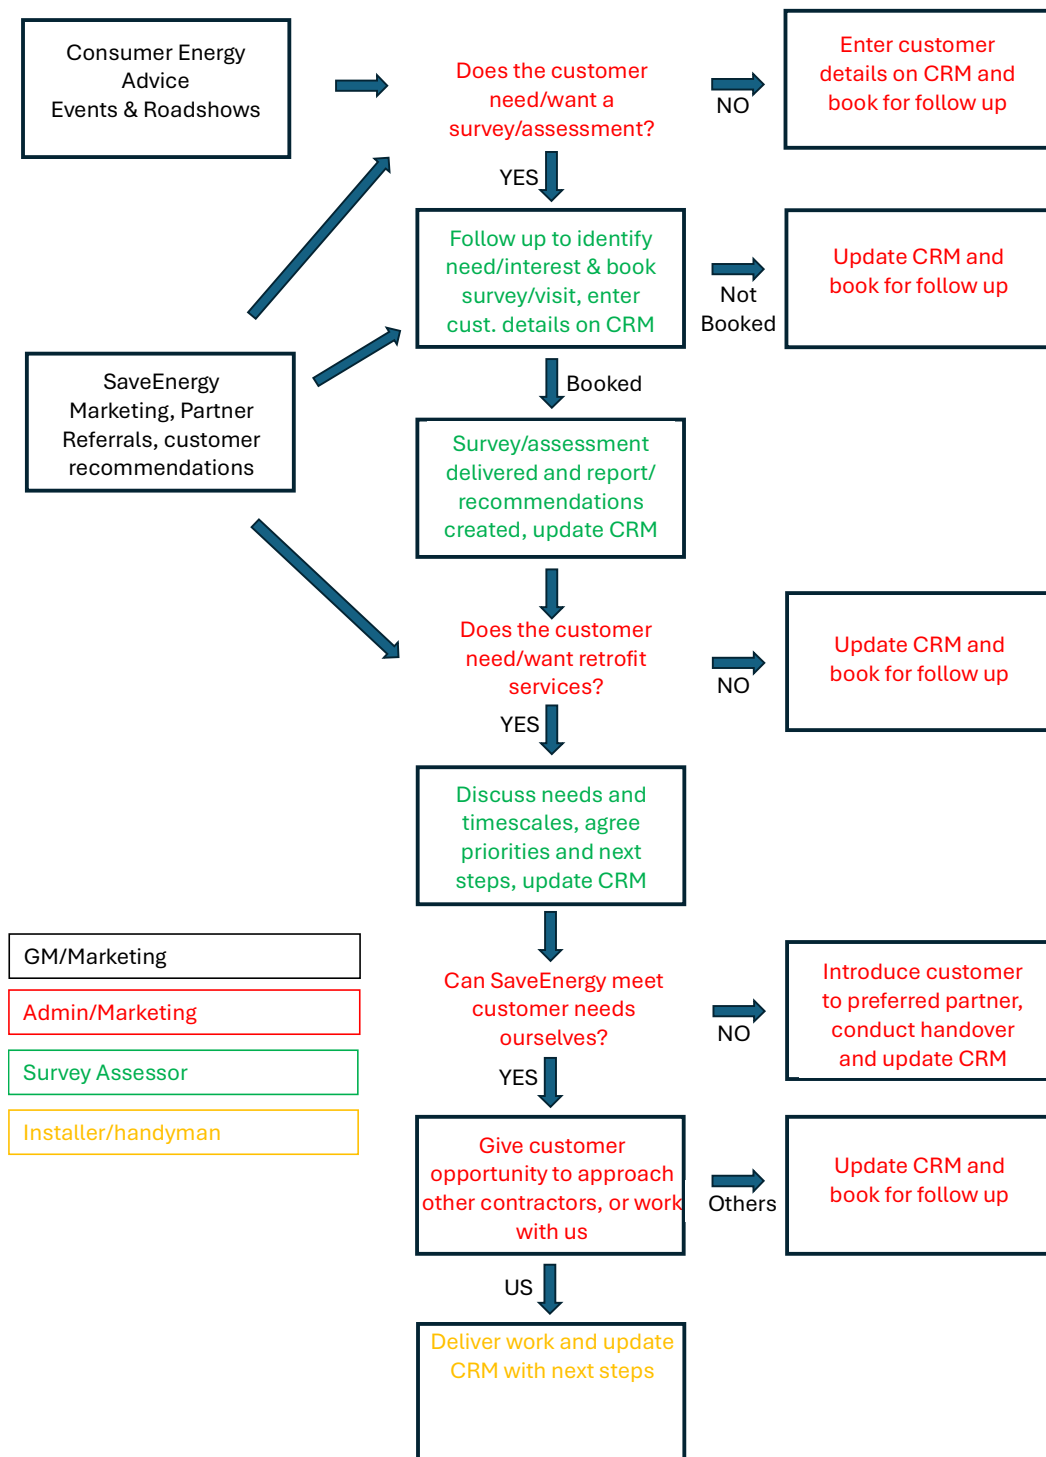 Consumer Energy
Advice
Events & Roadshows
Does the customer
need/want a
survey/assessment?
NO
Enter customer
details on CRM and
book for follow up
YES
Follow up to identify
need/interest & book
survey/visit, enter
cust. details on CRM
Not
Booked
Update CRM and
book for follow up
SaveEnergy
Marketing, Partner
Referrals, customer
recommendations
Booked
Survey/assessment
delivered and report/
recommendations
created, update CRM
Does the customer
need/want retrofit
services?
NO
Update CRM and
book for follow up
YES
Discuss needs and
timescales, agree
priorities and next
steps, update CRM
GM/Marketing
Admin/Marketing
Survey Assessor
Installer/handyman
Can SaveEnergy meet
customer needs
ourselves?
NO
Introduce customer
to preferred partner,
conduct handover
and update CRM
YES
Give customer
opportunity to approach
other contractors, or work
with us
Others
Update CRM and
book for follow up
US
Deliver work and update
CRM with next steps